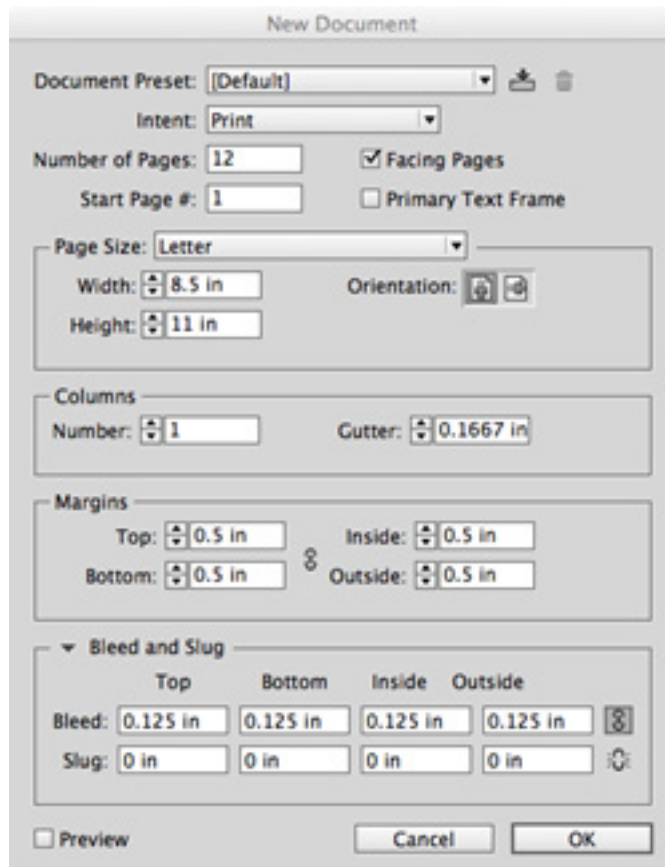 New Document
Document Preset: [Default]
Intent: Print
Number of Pages: 12 Facing Pages
Start Page #: 1 Primary Text Frame
Page Size: Letter
Width: 8.5 in Orientation:
Height: 11 in
Columns
Number: 1 Gutter: 0.1667 in
Margins
Top: 0.5 in Inside: 0.5 in
Bottom: 0.5 in Outside: 0.5 in
Bleed and Slug
Top Bottom Inside Outside
Bleed: 0.125 in 0.125 in 0.125 in 0.125 in
Slug: 0 in 0 in 0 in 0 in
Preview Cancel OK